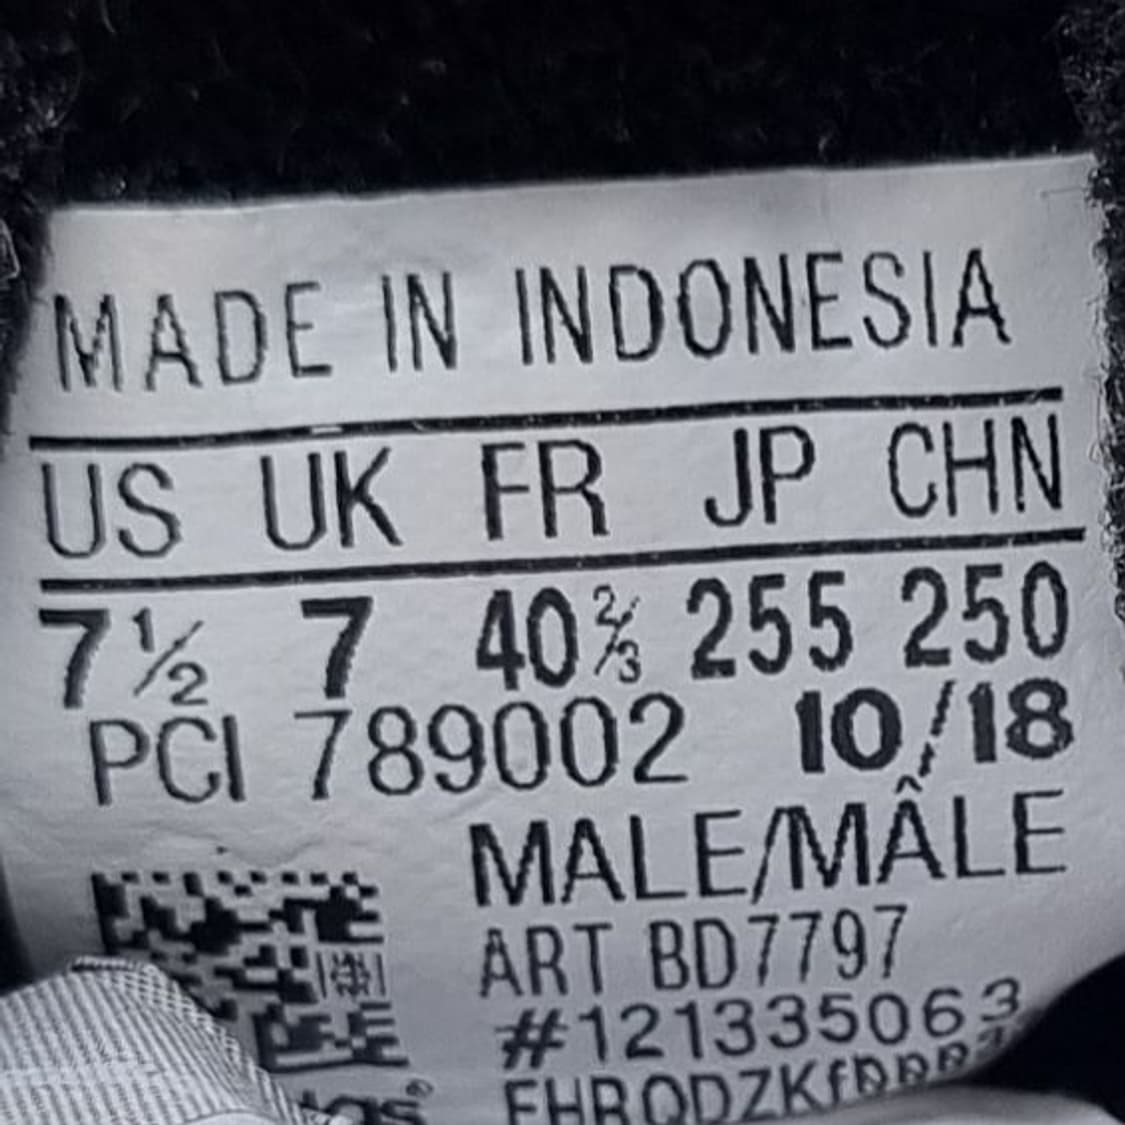 MADE IN INDONESIA
US UK FR JP CHN
7½ 7 40⅔ 255 250
PCI 789002 10/18
MALE/MÂLE
ART BD7797
#121335063